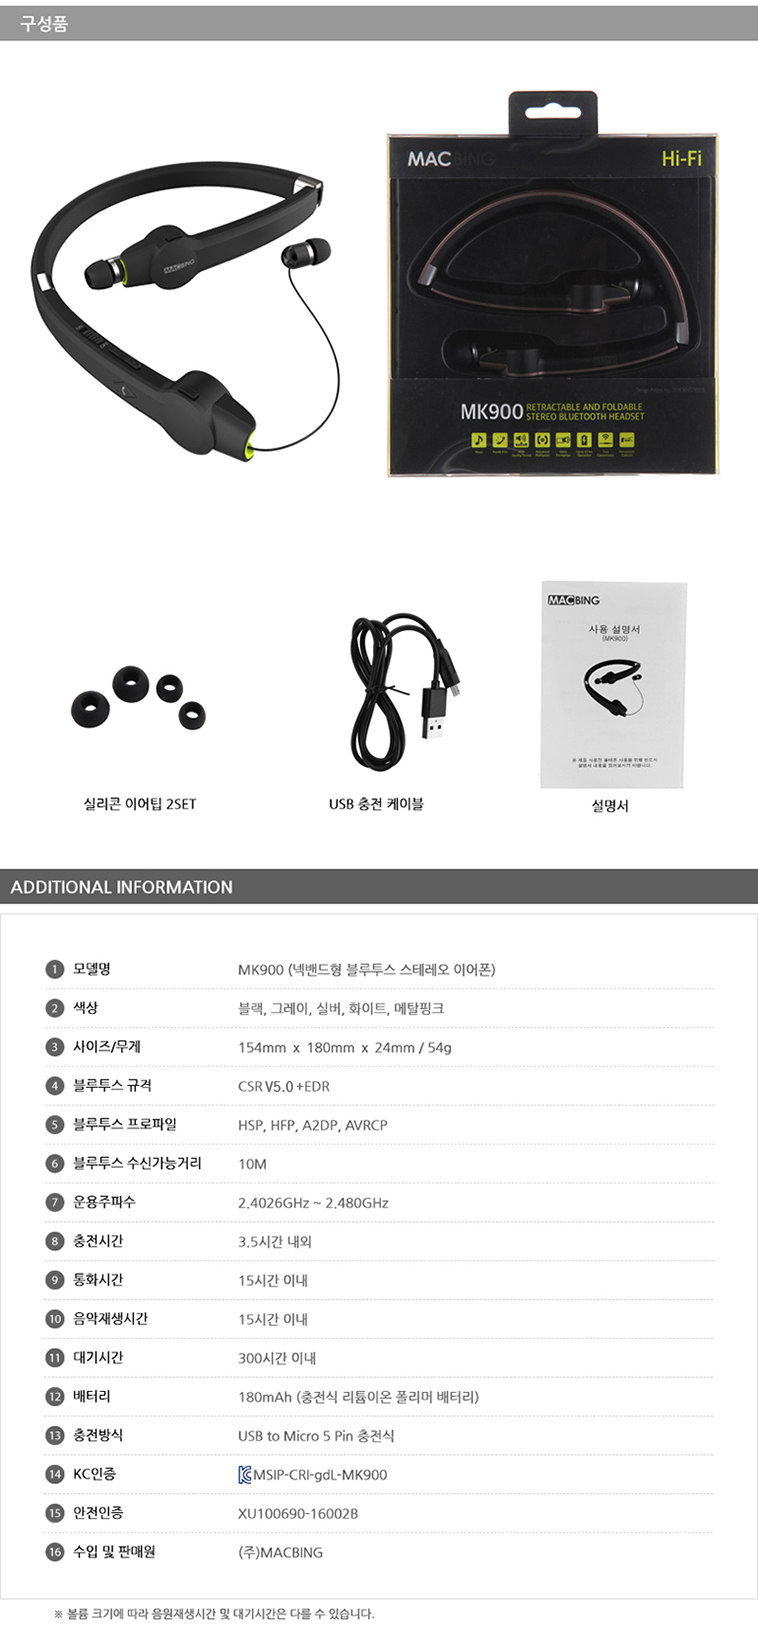 구성품
MACBING
MACBING
Hi-Fi
MK900
RETRACTABLE AND FOLDABLE
STEREO BLUETOOTH HEADSET
MACBING
사용 설명서
(MK900)
실리콘 이어팁 2SET
USB 충전 케이블
설명서
ADDITIONAL INFORMATION
1 모델명 MK900 (넥밴드형 블루투스 스테레오 이어폰)
2 색상 블랙, 그레이, 실버, 화이트, 메탈핑크
3 사이즈/무게 154mm x 180mm x 24mm / 54g
4 블루투스 규격 CSR V5.0 +EDR
5 블루투스 프로파일 HSP, HFP, A2DP, AVRCP
6 블루투스 수신가능거리 10M
7 운용주파수 2.4026GHz ~ 2.480GHz
8 충전시간 3.5시간 내외
9 통화시간 15시간 이내
10 음악재생시간 15시간 이내
11 대기시간 300시간 이내
12 배터리 180mAh (충전식 리튬이온 폴리머 배터리)
13 충전방식 USB to Micro 5 Pin 충전식
14 KC인증 MSIP-CRI-gdL-MK900
15 안전인증 XU100690-16002B
16 수입 및 판매원 (주)MACBING
※ 볼륨 크기에 따라 음원재생시간 및 대기시간은 다를 수 있습니다.